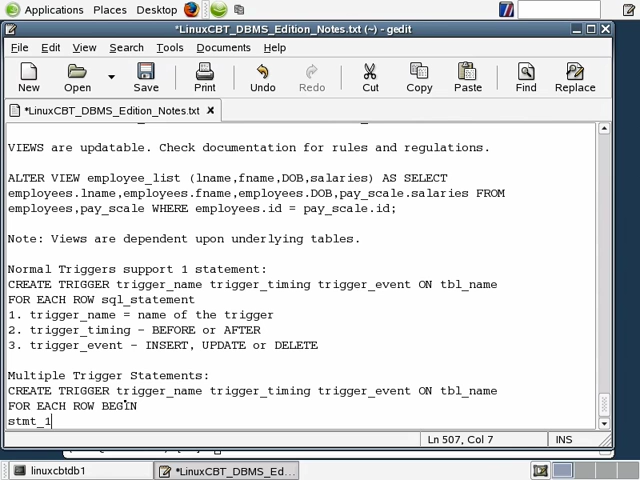 Applications Places Desktop
*LinuxCBT_DBMS_Edition_Notes.txt (~) - gedit
File Edit View Search Tools Documents Help
New Open Save Print Undo Redo Cut Copy Paste Find Replace
*LinuxCBT_DBMS_Edition_Notes.txt x
VIEWS are updatable. Check documentation for rules and regulations.
ALTER VIEW employee_list (lname,fname,DOB,salaries) AS SELECT
employees.lname,employees.fname,employees.DOB,pay_scale.salaries FROM
employees,pay_scale WHERE employees.id = pay_scale.id;
Note: Views are dependent upon underlying tables.
Normal Triggers support 1 statement:
CREATE TRIGGER trigger_name trigger_timing trigger_event ON tbl_name
FOR EACH ROW sql_statement
1. trigger_name = name of the trigger
2. trigger_timing - BEFORE or AFTER
3. trigger_event - INSERT, UPDATE or DELETE
Multiple Trigger Statements:
CREATE TRIGGER trigger_name trigger_timing trigger_event ON tbl_name
FOR EACH ROW BEGIN
stmt_1
Ln 507, Col 7 INS
linuxcbtdb1 *LinuxCBT_DBMS_Ed...